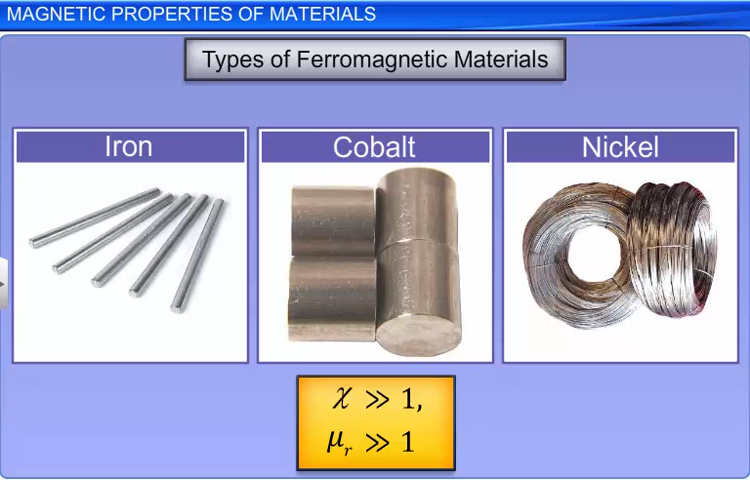 MAGNETIC PROPERTIES OF MATERIALS
Types of Ferromagnetic Materials
Iron
Cobalt
Nickel
χ ≫ 1,
μᵣ ≫ 1